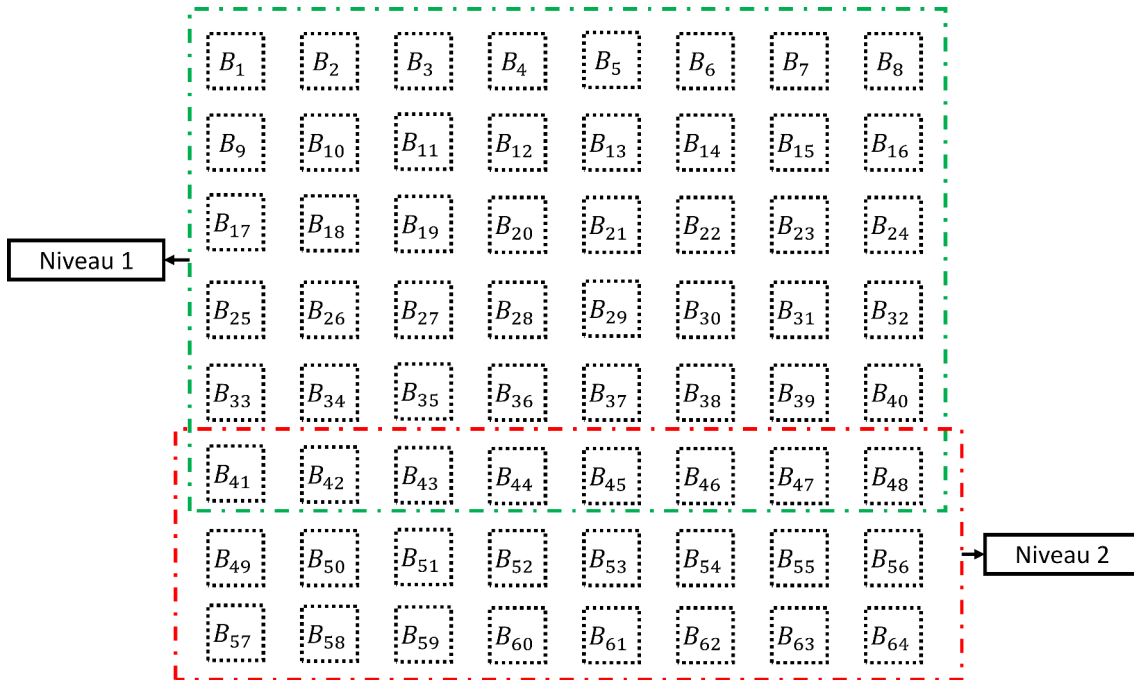 B₁ B₂ B₃ B₄ B₅ B₆ B₇ B₈
B₉ B₁₀ B₁₁ B₁₂ B₁₃ B₁₄ B₁₅ B₁₆
B₁₇ B₁₈ B₁₉ B₂₀ B₂₁ B₂₂ B₂₃ B₂₄
Niveau 1
B₂₅ B₂₆ B₂₇ B₂₈ B₂₉ B₃₀ B₃₁ B₃₂
B₃₃ B₃₄ B₃₅ B₃₆ B₃₇ B₃₈ B₃₉ B₄₀
B₄₁ B₄₂ B₄₃ B₄₄ B₄₅ B₄₆ B₄₇ B₄₈
B₄₉ B₅₀ B₅₁ B₅₂ B₅₃ B₅₄ B₅₅ B₅₆ Niveau 2
B₅₇ B₅₈ B₅₉ B₆₀ B₆₁ B₆₂ B₆₃ B₆₄